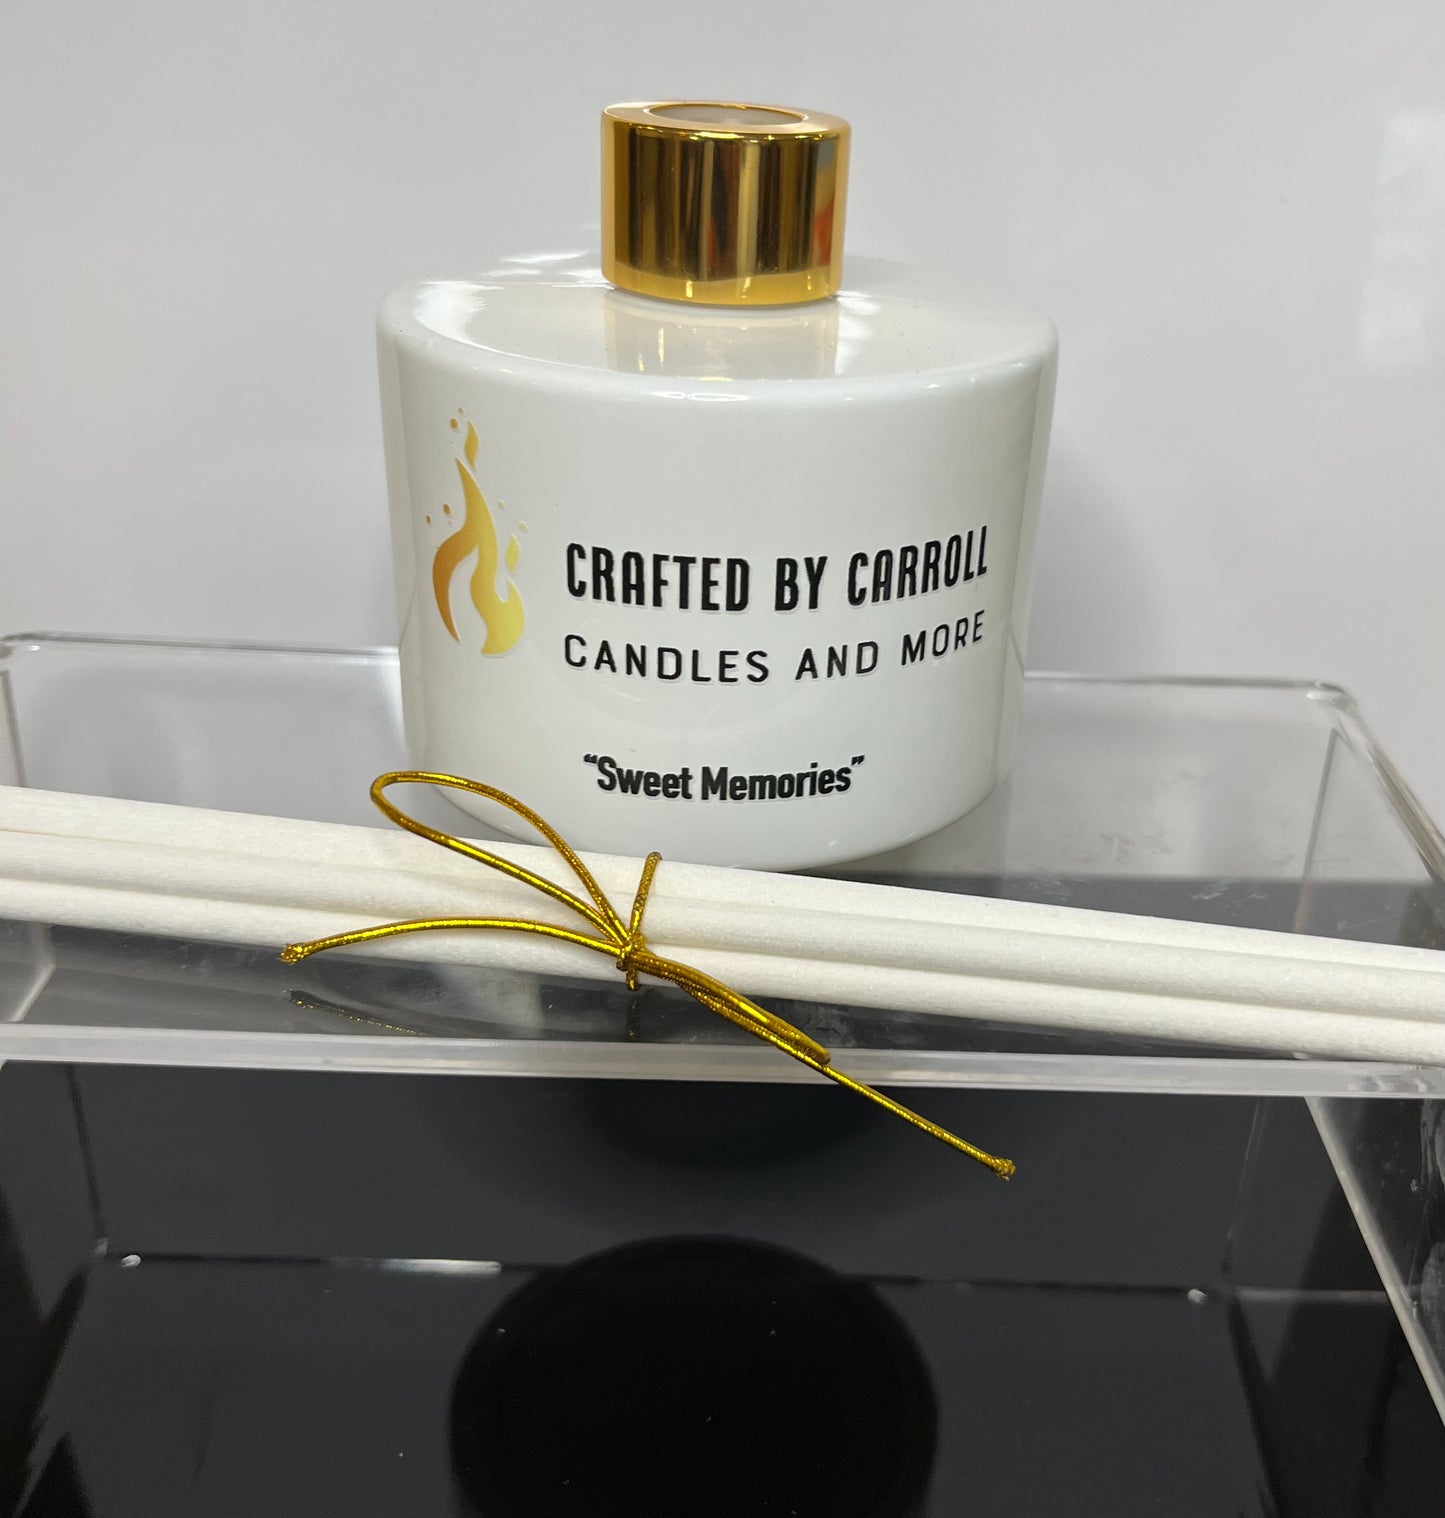 CRAFTED BY CARROLL
CANDLES AND MORE
“Sweet Memories”